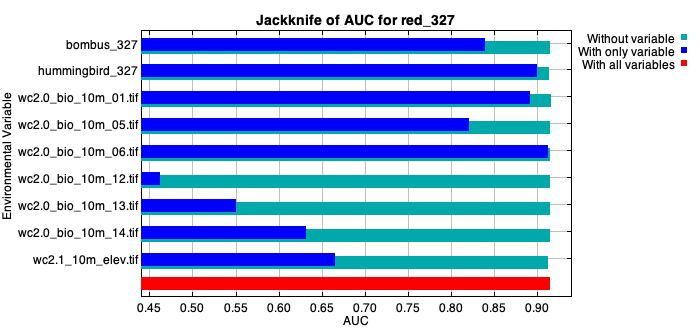 Jackknife of AUC for red_327
Without variable
With only variable
With all variables
Environmental Variable
bombus_327
hummingbird_327
wc2.0_bio_10m_01.tif
wc2.0_bio_10m_05.tif
wc2.0_bio_10m_06.tif
wc2.0_bio_10m_12.tif
wc2.0_bio_10m_13.tif
wc2.0_bio_10m_14.tif
wc2.1_10m_elev.tif
0.45 0.50 0.55 0.60 0.65 0.70 0.75 0.80 0.85 0.90
AUC